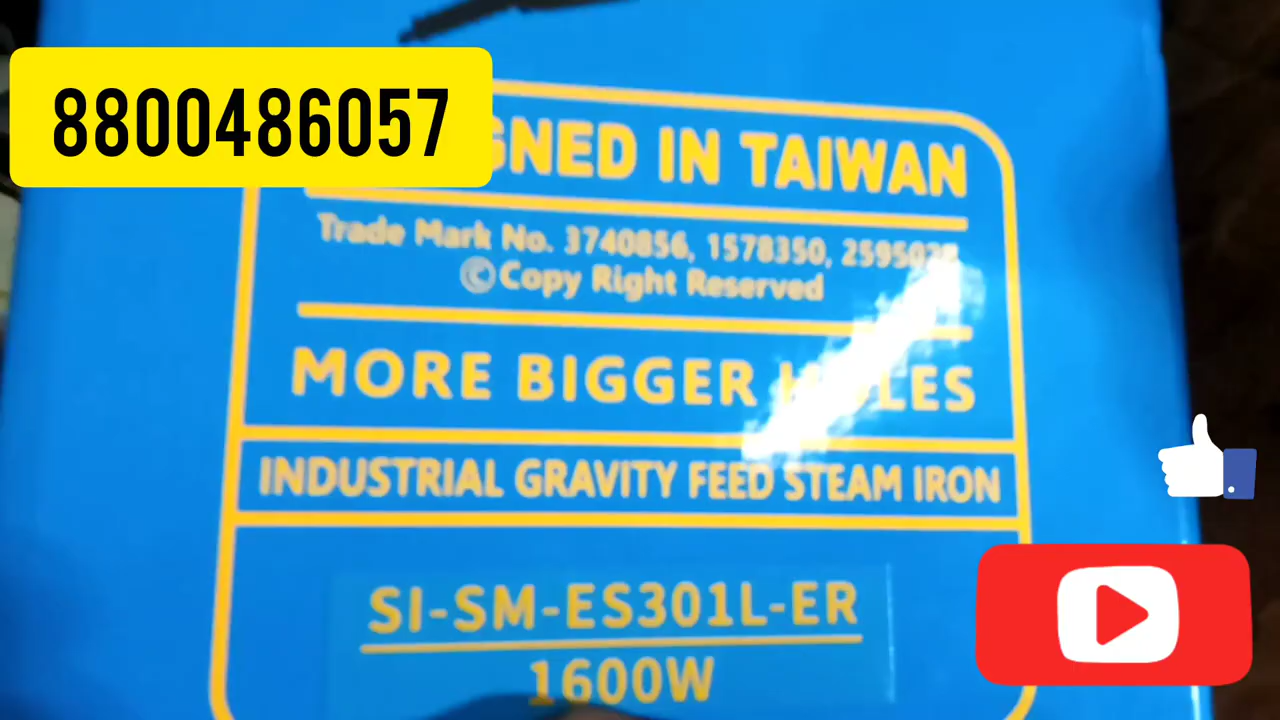 8800486057
GNED IN TAIWAN
Trade Mark No. 3740856, 1578350,
©Copy Right Reserved
MORE BIGGER
INDUSTRIAL GRAVITY FEED STEAM IRON
SI-SM-ES301L-ER
1600W